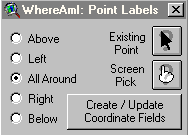 WhereAmI: Point Labels
Above
Left
All Around
Right
Below
Existing
Point
Screen
Pick
Create / Update
Coordinate Fields